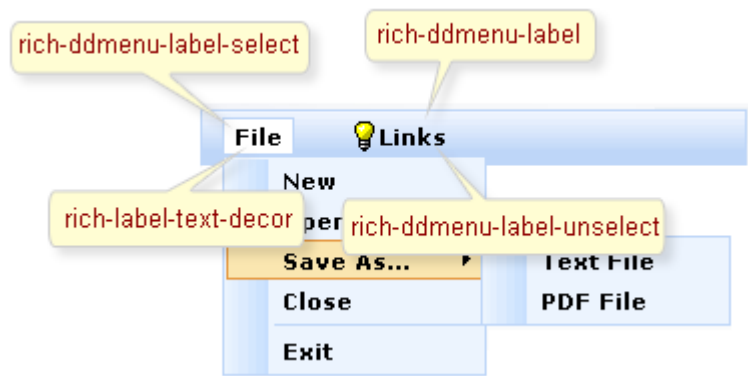 rich-ddmenu-label-select
rich-ddmenu-label
File
Links
New
rich-label-text-decor
rich-ddmenu-label-unselect
Save As...
Text File
Close
PDF File
Exit